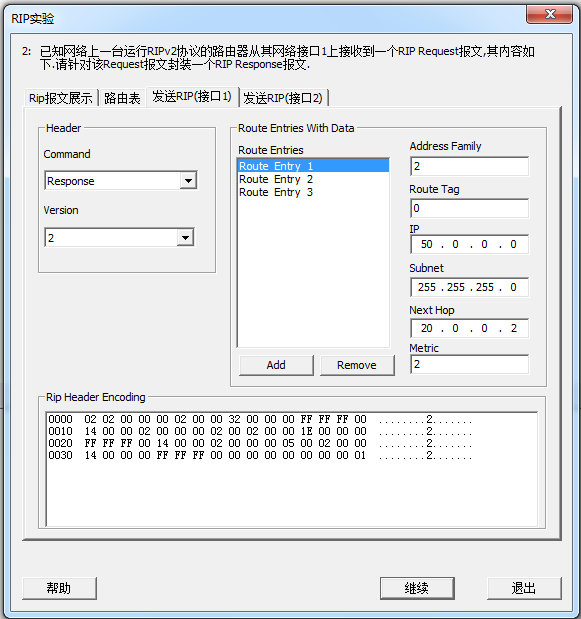 RIP实验
2: 已知网络上一台运行RIPv2协议的路由器从其网络接口1上接收到一个RIP Request报文,其内容如
下.请针对该Request报文封装一个RIP Response报文.
Rip报文展示 路由表 发送RIP(接口1) 发送RIP(接口2)
Header
Command
Response
Version
2
Route Entries With Data
Route Entries
Route Entry 1
Route Entry 2
Route Entry 3
Add Remove
Address Family
2
Route Tag
0
IP
50 . 0 . 0 . 0
Subnet
255 . 255 . 255 . 0
Next Hop
20 . 0 . 0 . 2
Metric
2
Rip Header Encoding
0000 02 02 00 00 00 02 00 00 32 00 00 00 FF FF FF 00 ........2.......
0010 14 00 00 02 00 00 00 02 00 02 00 00 1E 00 00 00 ........2.......
0020 FF FF FF 00 14 00 00 02 00 00 00 05 00 02 00 00 ........2.......
0030 14 00 00 00 FF FF FF 00 00 00 00 00 00 00 00 01 ........2.......
帮助 继续 退出